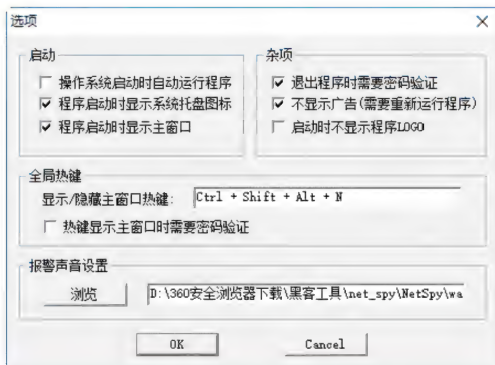 选项
启动
操作系统启动时自动运行程序
程序启动时显示系统托盘图标
程序启动时显示主窗口
杂项
退出程序时需要密码验证
不显示广告(需要重新运行程序)
启动时不显示程序LOGO
全局热键
显示/隐藏主窗口热键: Ctrl + Shift + Alt + N
热键显示主窗口时需要密码验证
报警声音设置
浏览 D:\360安全浏览器下载\黑客工具\net_spy\NetSpy\wa
OK Cancel